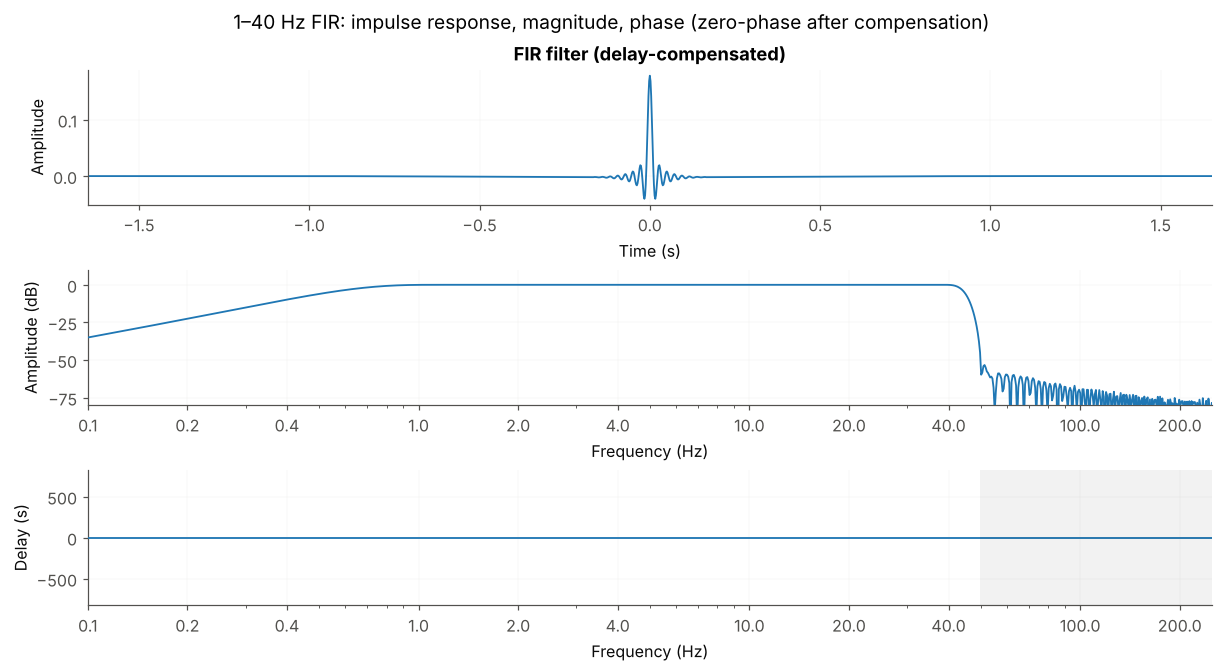 1–40 Hz FIR: impulse response, magnitude, phase (zero-phase after compensation)
FIR filter (delay-compensated)
Amplitude
0.1
0.0
−1.5 −1.0 −0.5 0.0 0.5 1.0 1.5
Time (s)
Amplitude (dB)
0
−25
−50
−75
0.1 0.2 0.4 1.0 2.0 4.0 10.0 20.0 40.0 100.0 200.0
Frequency (Hz)
Delay (s)
500
0
−500
0.1 0.2 0.4 1.0 2.0 4.0 10.0 20.0 40.0 100.0 200.0
Frequency (Hz)